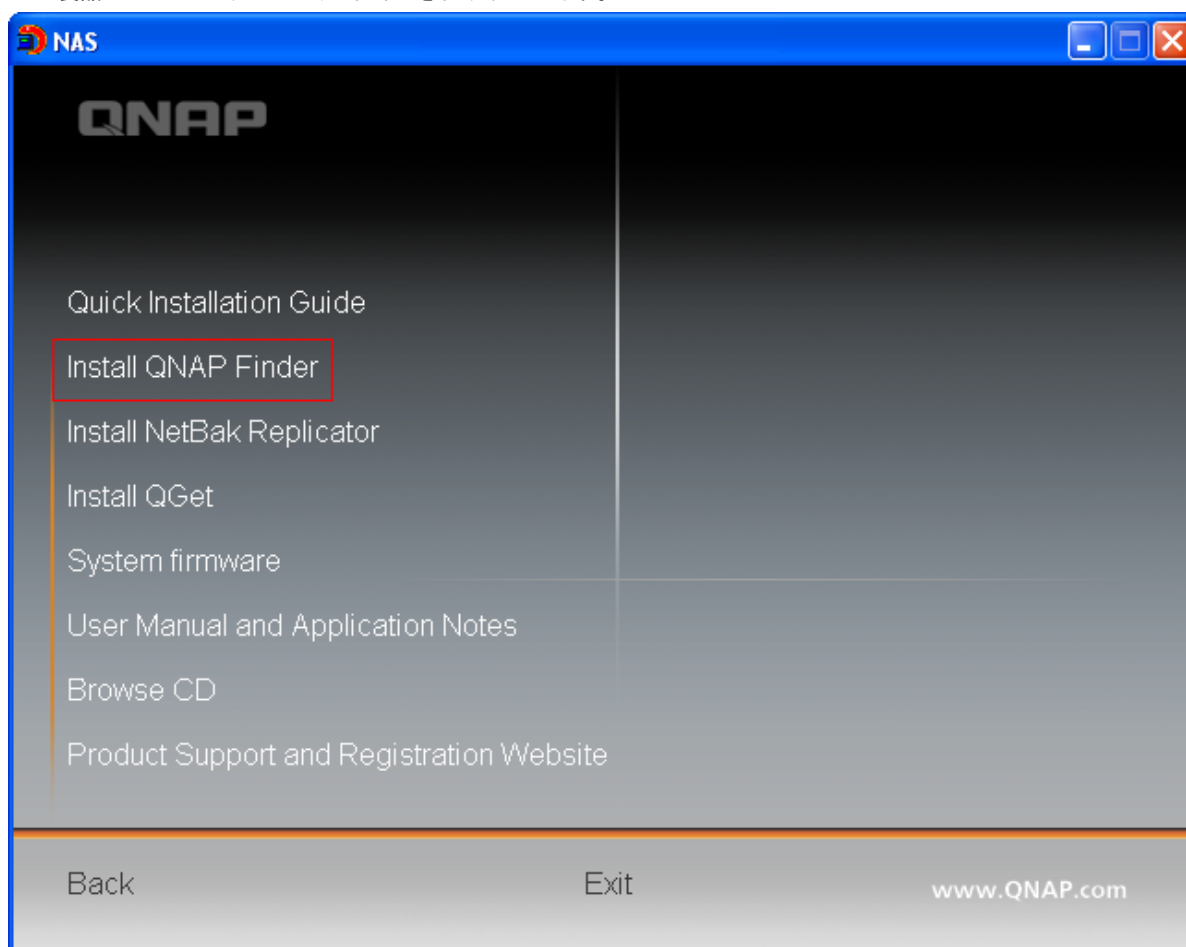 NAS
QNAP
Quick Installation Guide
Install QNAP Finder
Install NetBak Replicator
Install QGet
System firmware
User Manual and Application Notes
Browse CD
Product Support and Registration Website
Back Exit www.QNAP.com